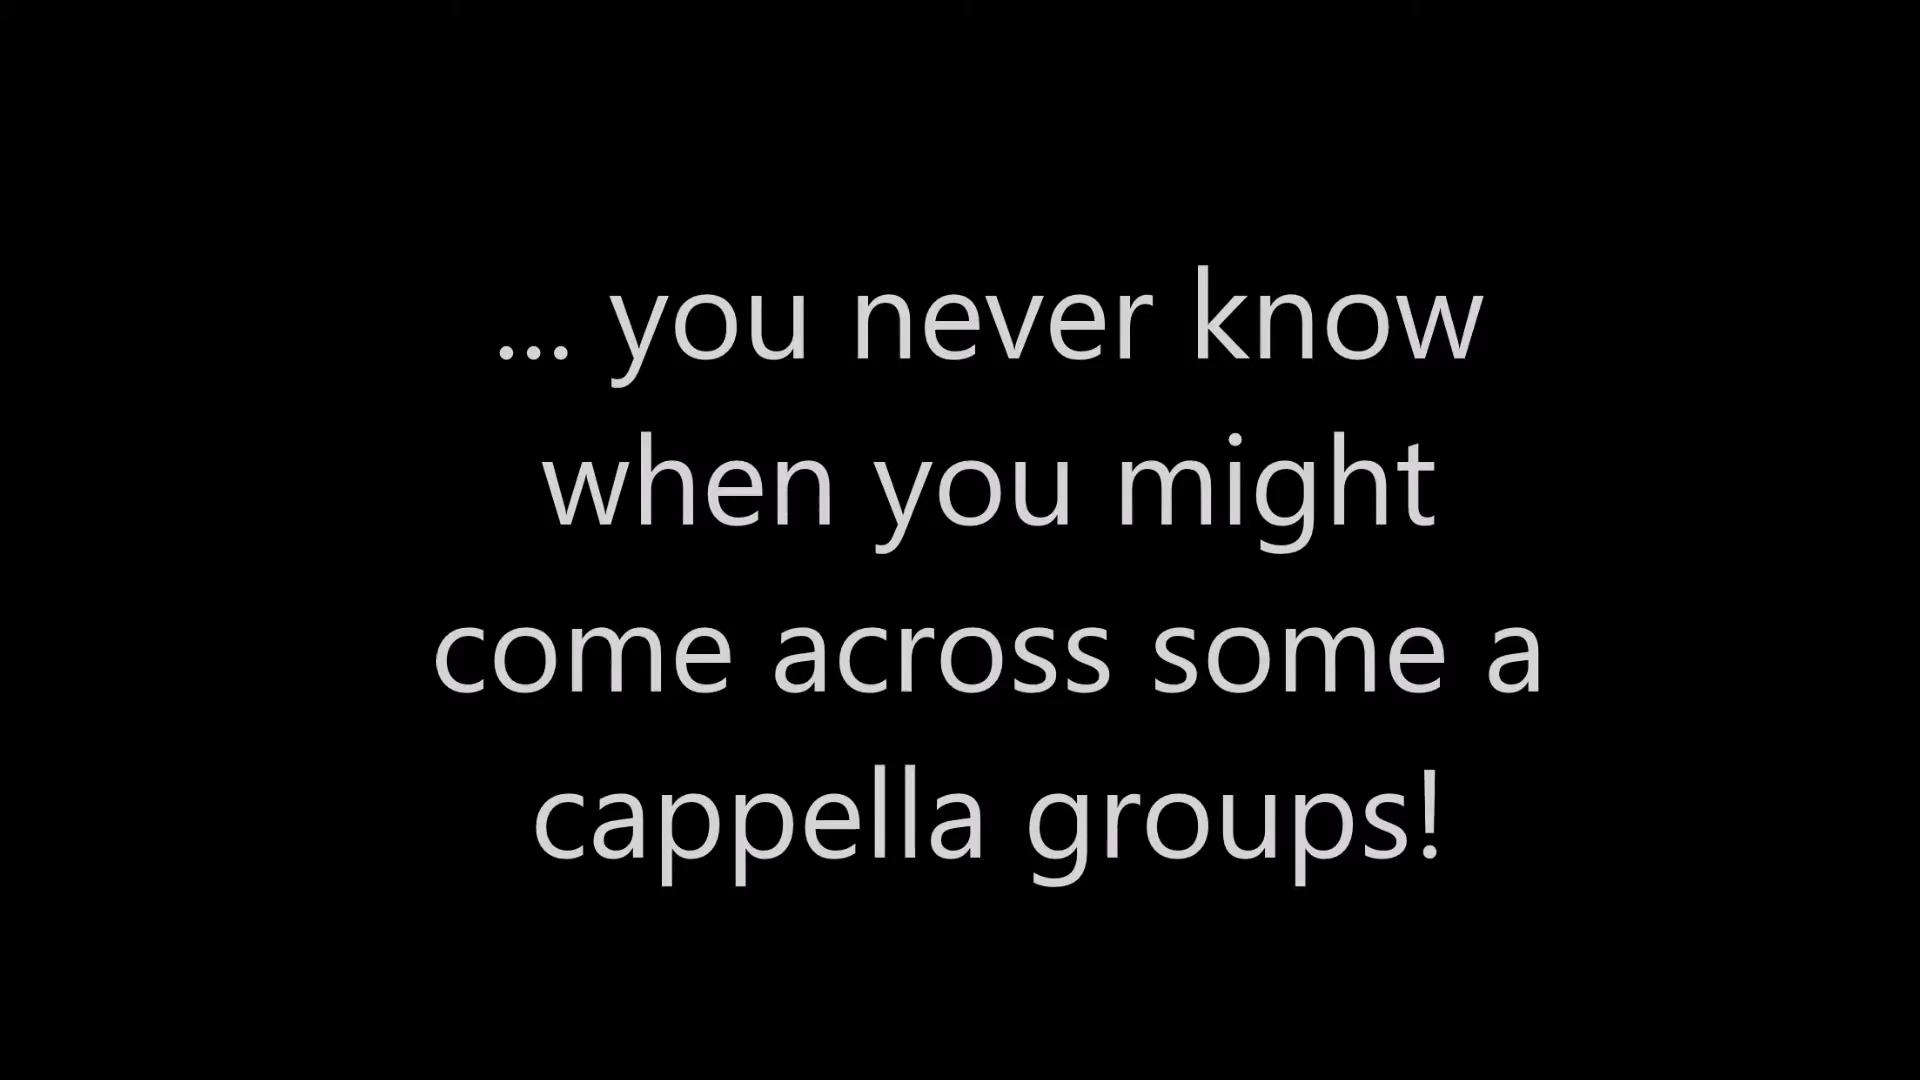 ... you never know
when you might
come across some a
cappella groups!